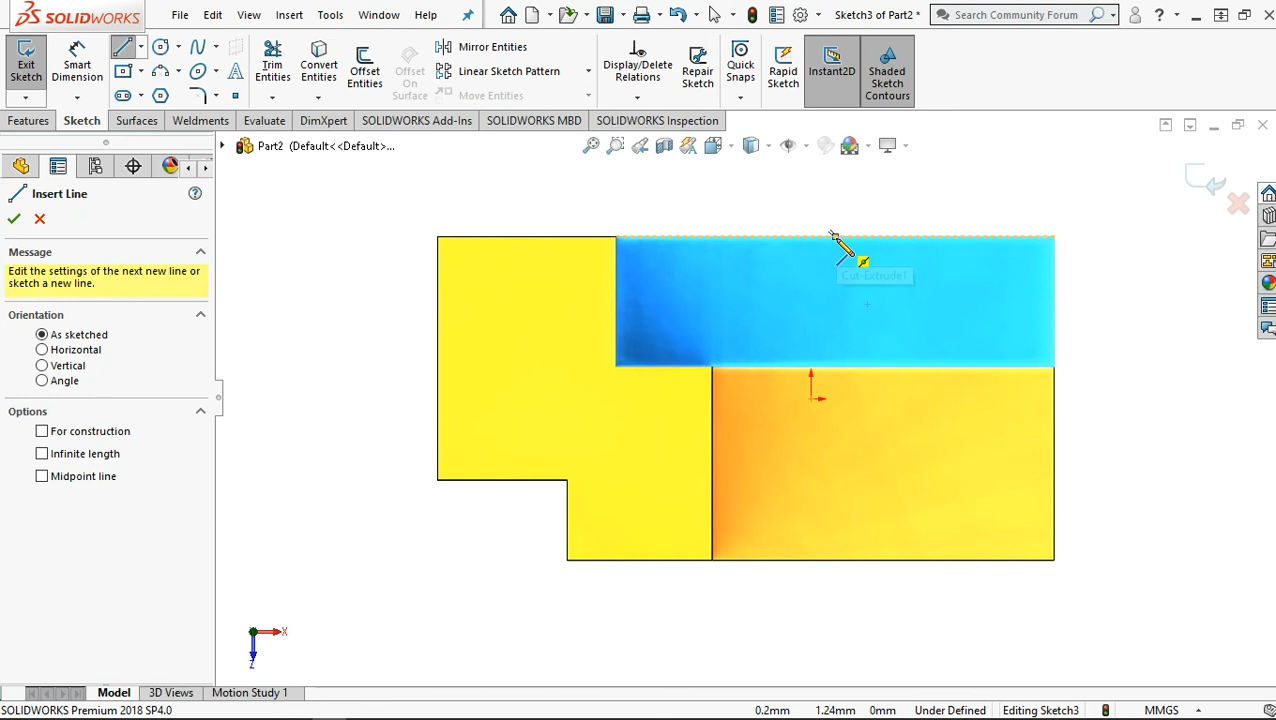 SOLIDWORKS File Edit View Insert Tools Window Help Sketch3 of Part2 * Search Community Forum ?
Exit Sketch Smart Dimension Trim Entities Convert Entities Offset Entities Offset On Surface Mirror Entities Linear Sketch Pattern Move Entities Display/Delete Relations Repair Sketch Quick Snaps Rapid Sketch Instant2D Shaded Sketch Contours
Features Sketch Surfaces Weldments Evaluate DimXpert SOLIDWORKS Add-Ins SOLIDWORKS MBD SOLIDWORKS Inspection
Part2 (Default<<Default>...
Insert Line ?
Message
Edit the settings of the next new line or
sketch a new line.
Orientation
As sketched
Horizontal
Vertical
Angle
Options
For construction
Infinite length
Midpoint line
Cut-Extrude1
X
Z
Model 3D Views Motion Study 1
SOLIDWORKS Premium 2018 SP4.0 0.2mm 1.24mm 0mm Under Defined Editing Sketch3 MMGS